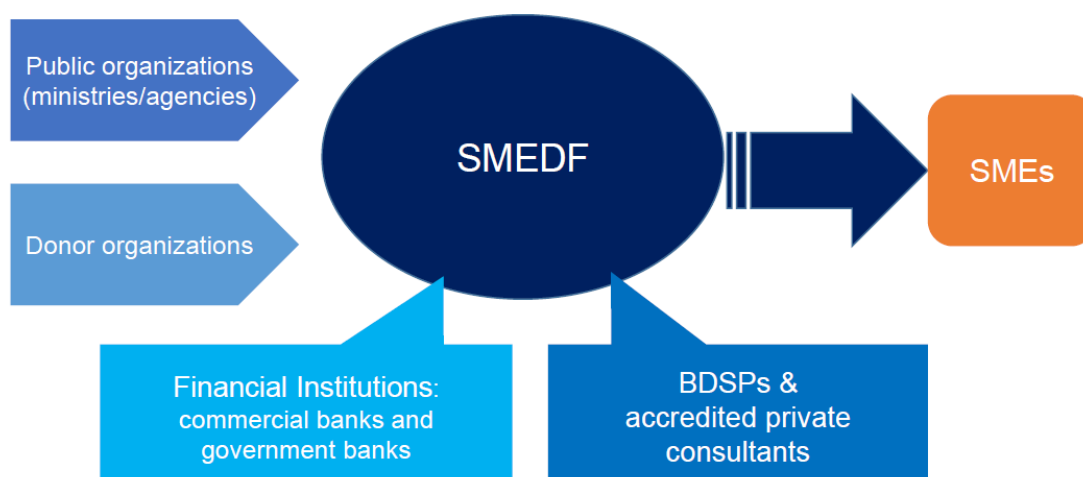 Public organizations
(ministries/agencies)
SMEDF
SMEs
Donor organizations
Financial Institutions:
commercial banks and
government banks
BDSPs &
accredited private
consultants